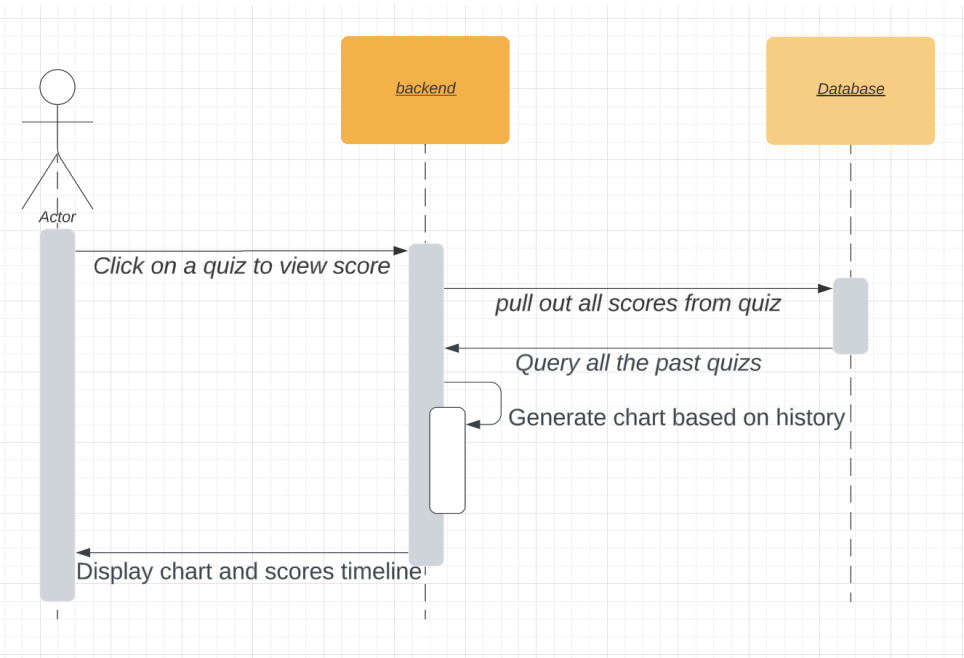 backend
Database
Actor
Click on a quiz to view score
pull out all scores from quiz
Query all the past quizs
Generate chart based on history
Display chart and scores timeline